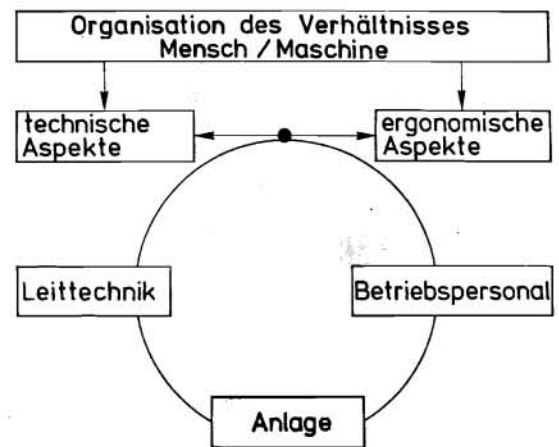 Organisation des Verhältnisses
Mensch / Maschine
technische
Aspekte
ergonomische
Aspekte
Leittechnik
Betriebspersonal
Anlage